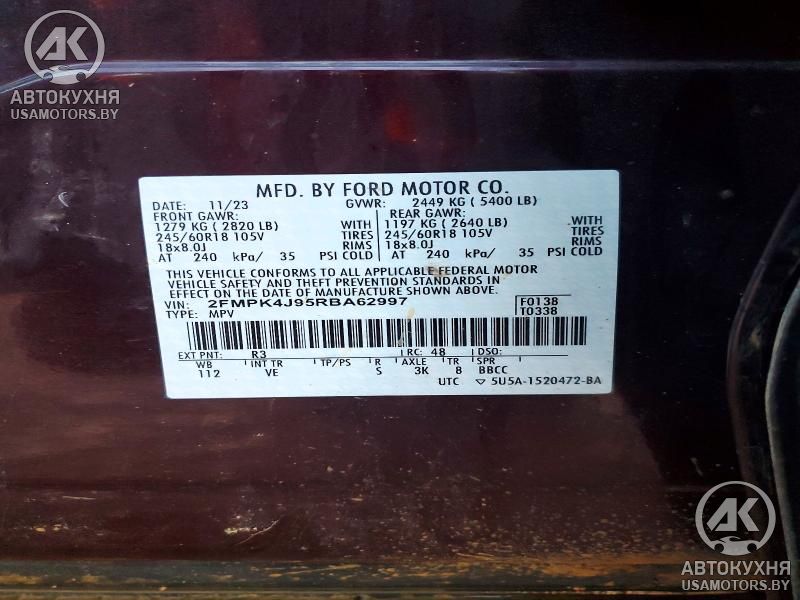 AK
АВТОКУХНЯ
USAMOTORS.BY
MFD. BY FORD MOTOR CO.
DATE: 11/23 GVWR: 2449 KG ( 5400 LB)
FRONT GAWR: REAR GAWR:
1279 KG ( 2820 LB) WITH 1197 KG ( 2640 LB) WITH
245/60R18 105V TIRES 245/60R18 105V TIRES
18x8.0J RIMS 18x8.0J RIMS
AT 240 kPa/ 35 PSI COLD AT 240 kPa/ 35 PSI COLD
THIS VEHICLE CONFORMS TO ALL APPLICABLE FEDERAL MOTOR
VEHICLE SAFETY AND THEFT PREVENTION STANDARDS IN
EFFECT ON THE DATE OF MANUFACTURE SHOWN ABOVE.
VIN: 2FMPK4J95RBA62997 F0138
TYPE: MPV T0338
EXT PNT: R3 RC: 48 DSO:
WB INT TR TP/PS R AXLE TR SPR
112 VE S 3K 8 BBCC
UTC ▽ 5U5A-1520472-BA
AK
АВТОКУХНЯ
USAMOTORS.BY